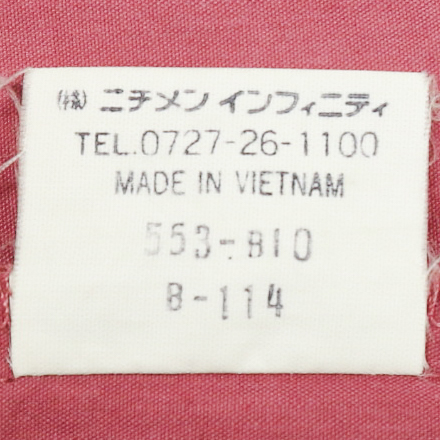 (株) ニチメン インフィニティ
TEL.0727-26-1100
MADE IN VIETNAM
553-810
8-114